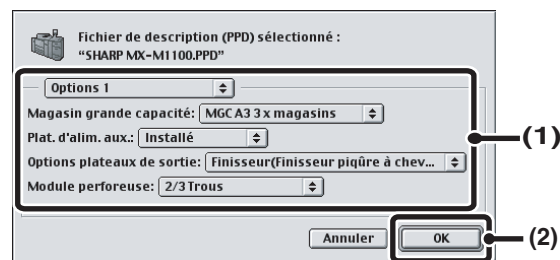 Fichier de description (PPD) sélectionné :
“SHARP MX-M1100.PPD”
Options 1
Magasin grande capacité: MGC A3 3 x magasins
Plat. d'alim. aux.: Installé
Options plateaux de sortie: Finisseur(Finisseur piqûre à chev...
Module perforeuse: 2/3 Trous
(1)
Annuler OK (2)